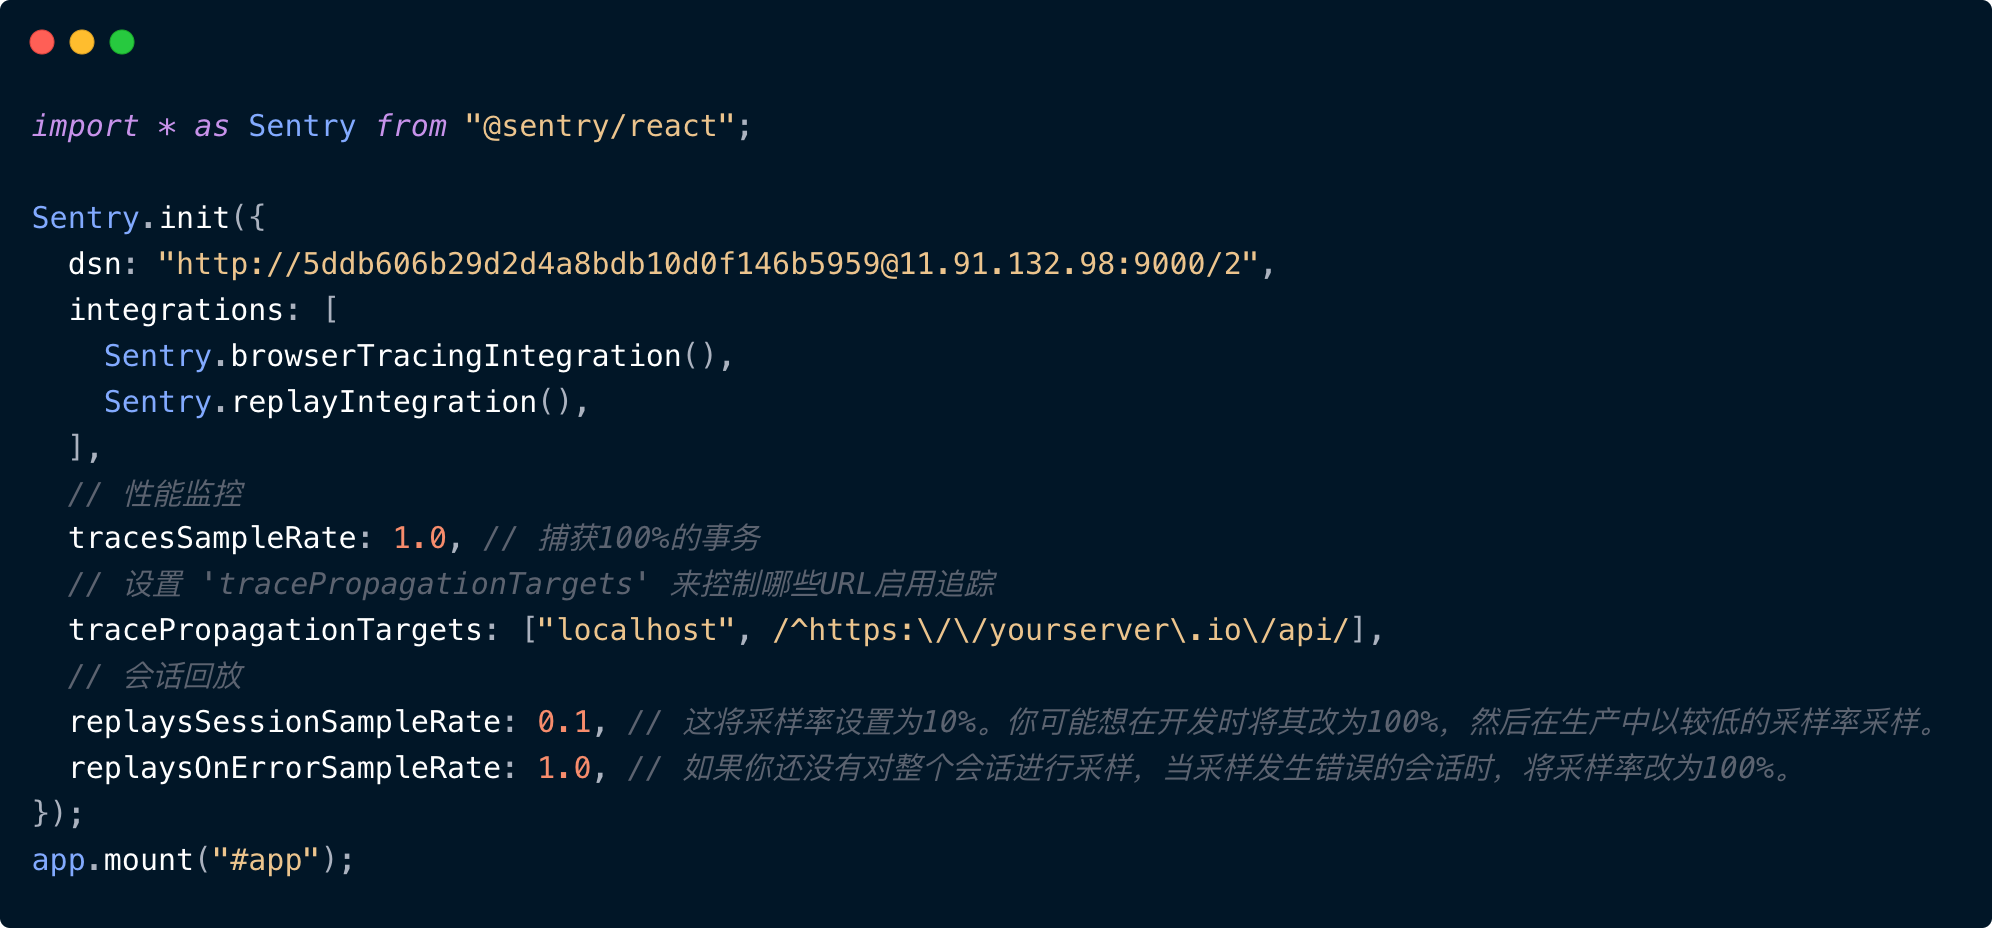 import * as Sentry from "@sentry/react";
Sentry.init({
  dsn: "http://5ddb606b29d2d4a8bdb10d0f146b5959@11.91.132.98:9000/2",
  integrations: [
    Sentry.browserTracingIntegration(),
    Sentry.replayIntegration(),
  ],
  // 性能监控
  tracesSampleRate: 1.0, // 捕获100%的事务
  // 设置 'tracePropagationTargets' 来控制哪些URL启用追踪
  tracePropagationTargets: ["localhost", /^https:\/\/yourserver\.io\/api/],
  // 会话回放
  replaysSessionSampleRate: 0.1, // 这将采样率设置为10%。你可能想在开发时将其改为100%，然后在生产中以较低的采样率采样。
  replaysOnErrorSampleRate: 1.0, // 如果你还没有对整个会话进行采样，当采样发生错误的会话时，将采样率改为100%。
});
app.mount("#app");